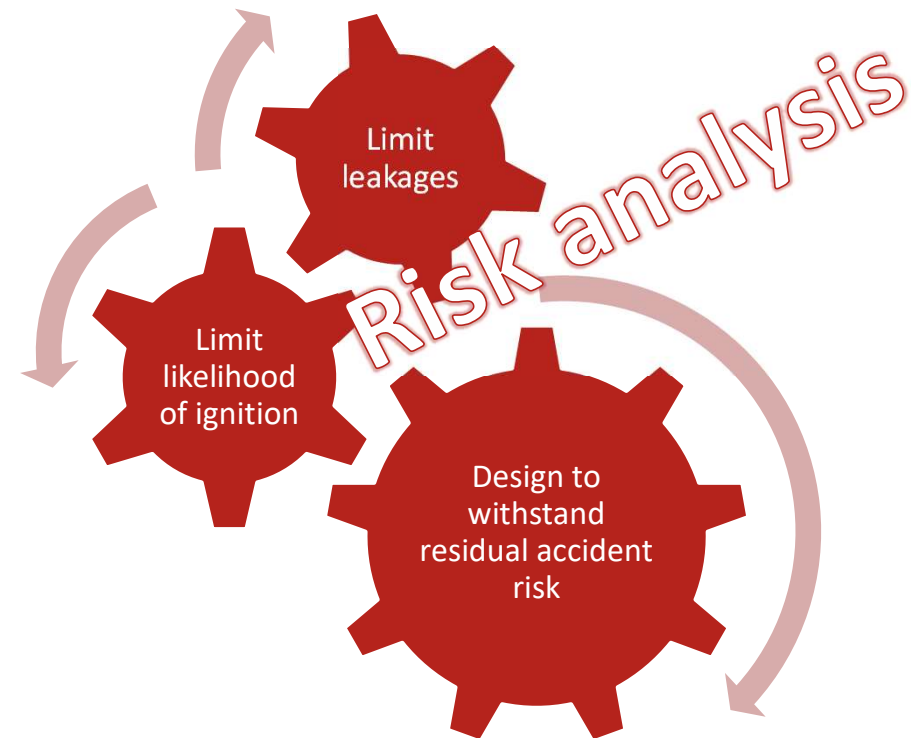 Limit
leakages
Risk analysis
Limit
likelihood
of ignition
Design to
withstand
residual accident
risk